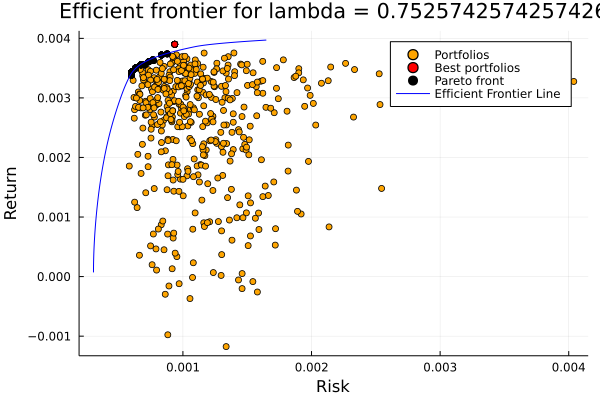 Efficient frontier for lambda = 0.7525742574257426
Portfolios
Best portfolios
Pareto front
Efficient Frontier Line
0.004
0.003
0.002
0.001
0.000
−0.001
Return
0.001
0.002
0.003
0.004
Risk